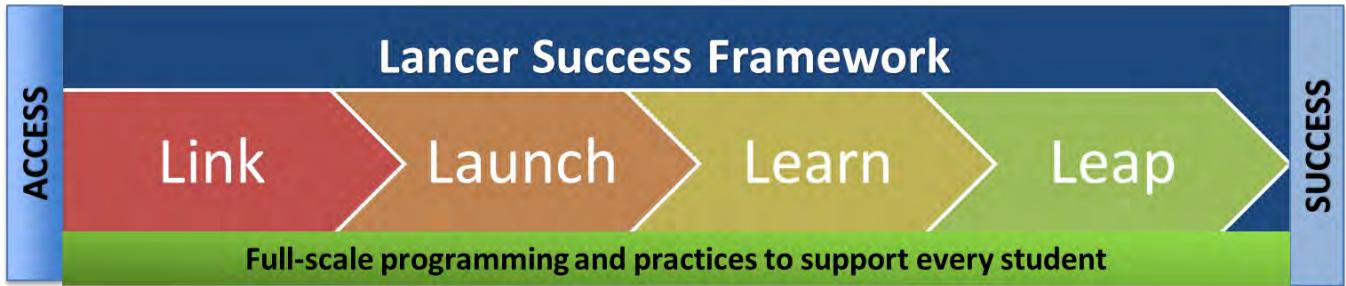 Lancer Success Framework
ACCESS
Link
Launch
Learn
Leap
SUCCESS
Full-scale programming and practices to support every student